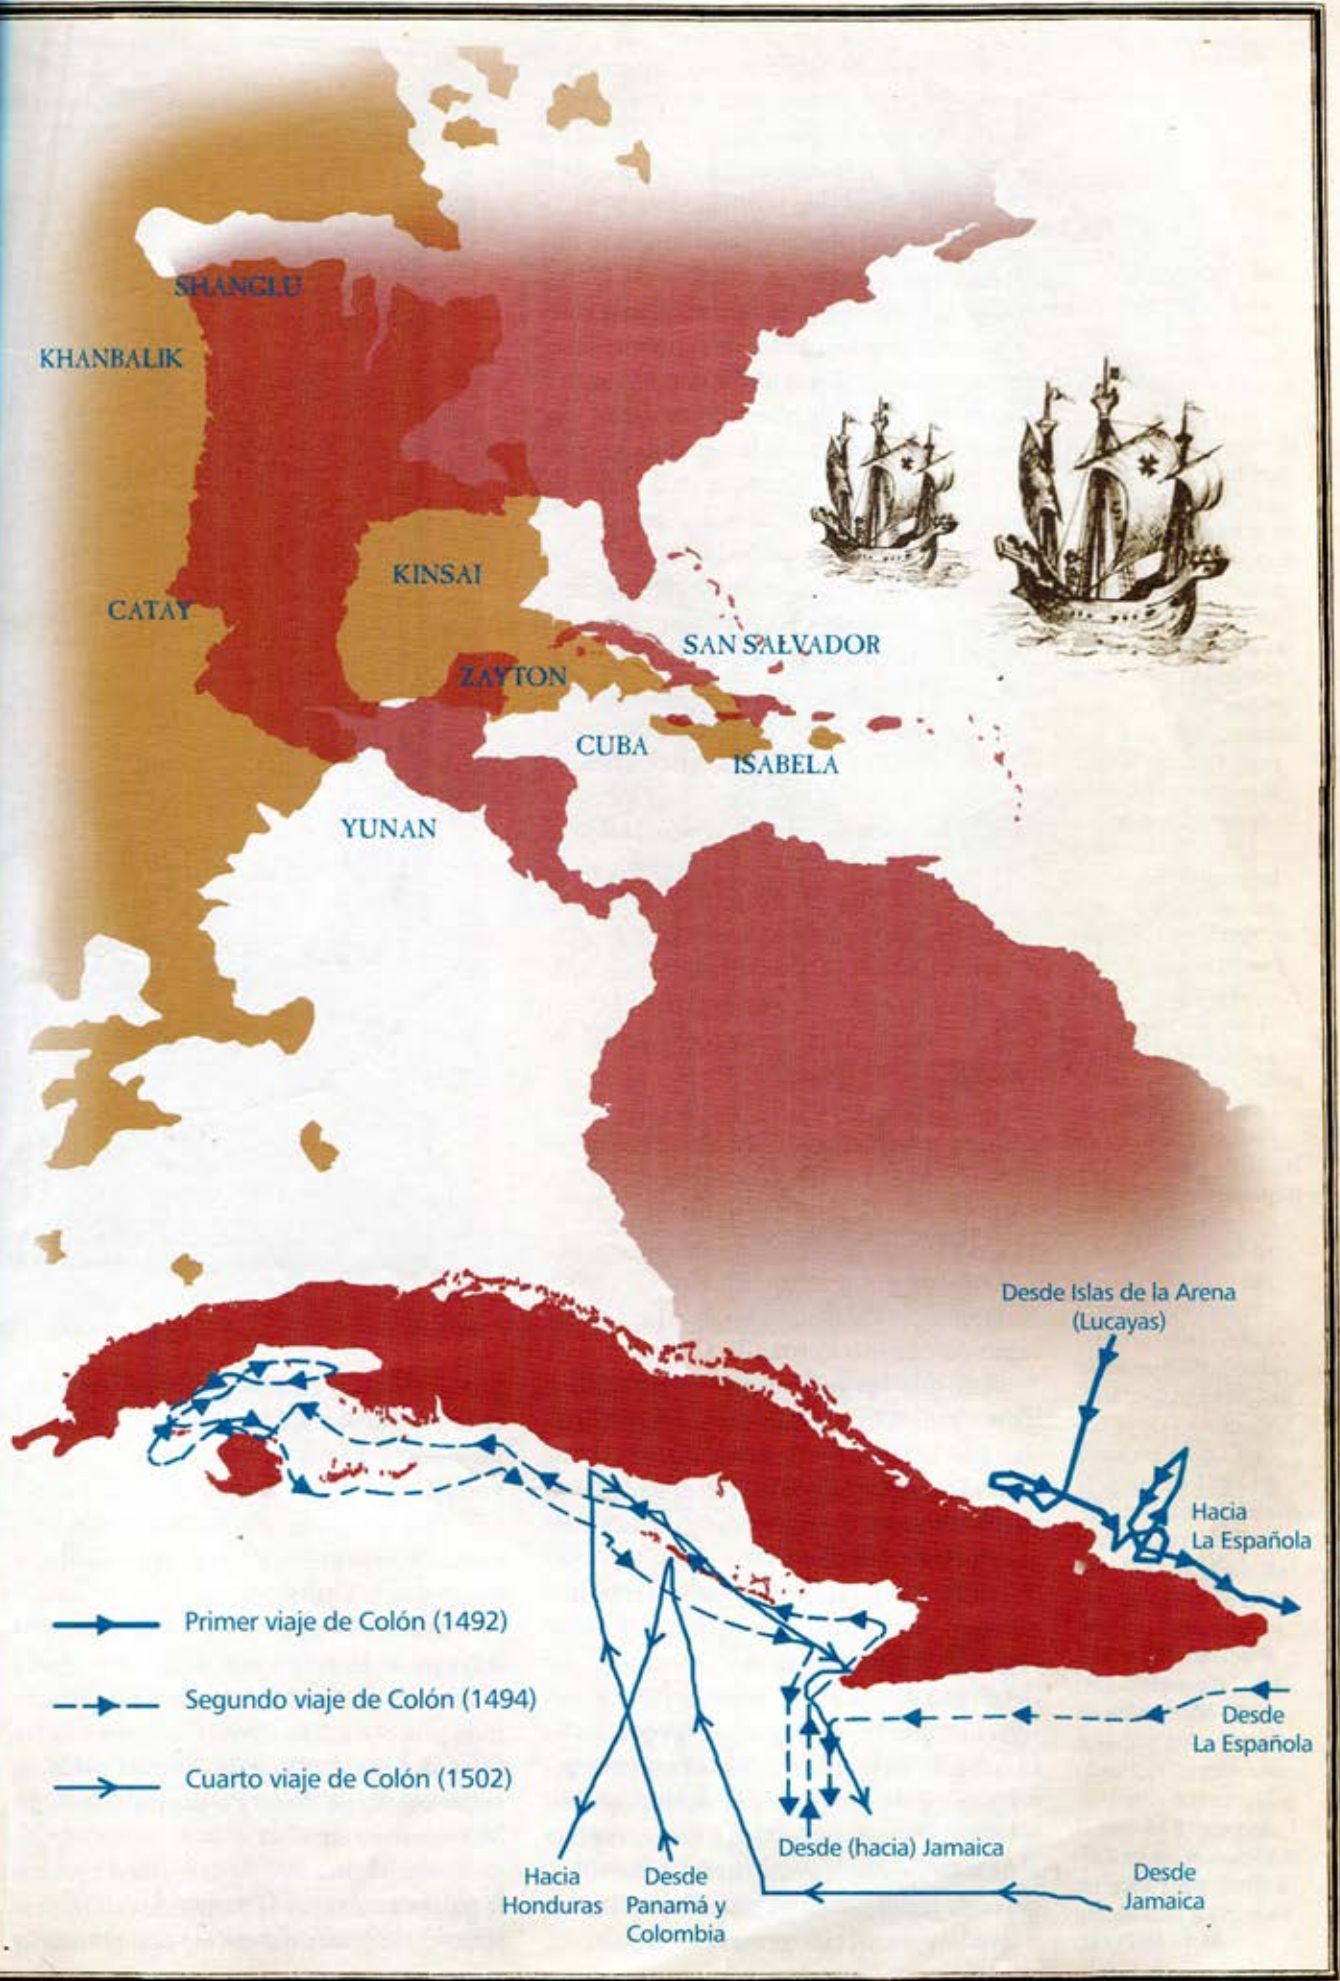 SHANGLU
KHANBALIK
KINSAI
CATAY
SAN SALVADOR
ZAYTON
CUBA
ISABELA
YUNAN
Desde Islas de la Arena
(Lucayas)
Hacia
La Española
Primer viaje de Colón (1492)
Segundo viaje de Colón (1494)
Desde
La Española
Cuarto viaje de Colón (1502)
Desde (hacia) Jamaica
Hacia
Honduras
Desde
Panamá y
Colombia
Desde
Jamaica